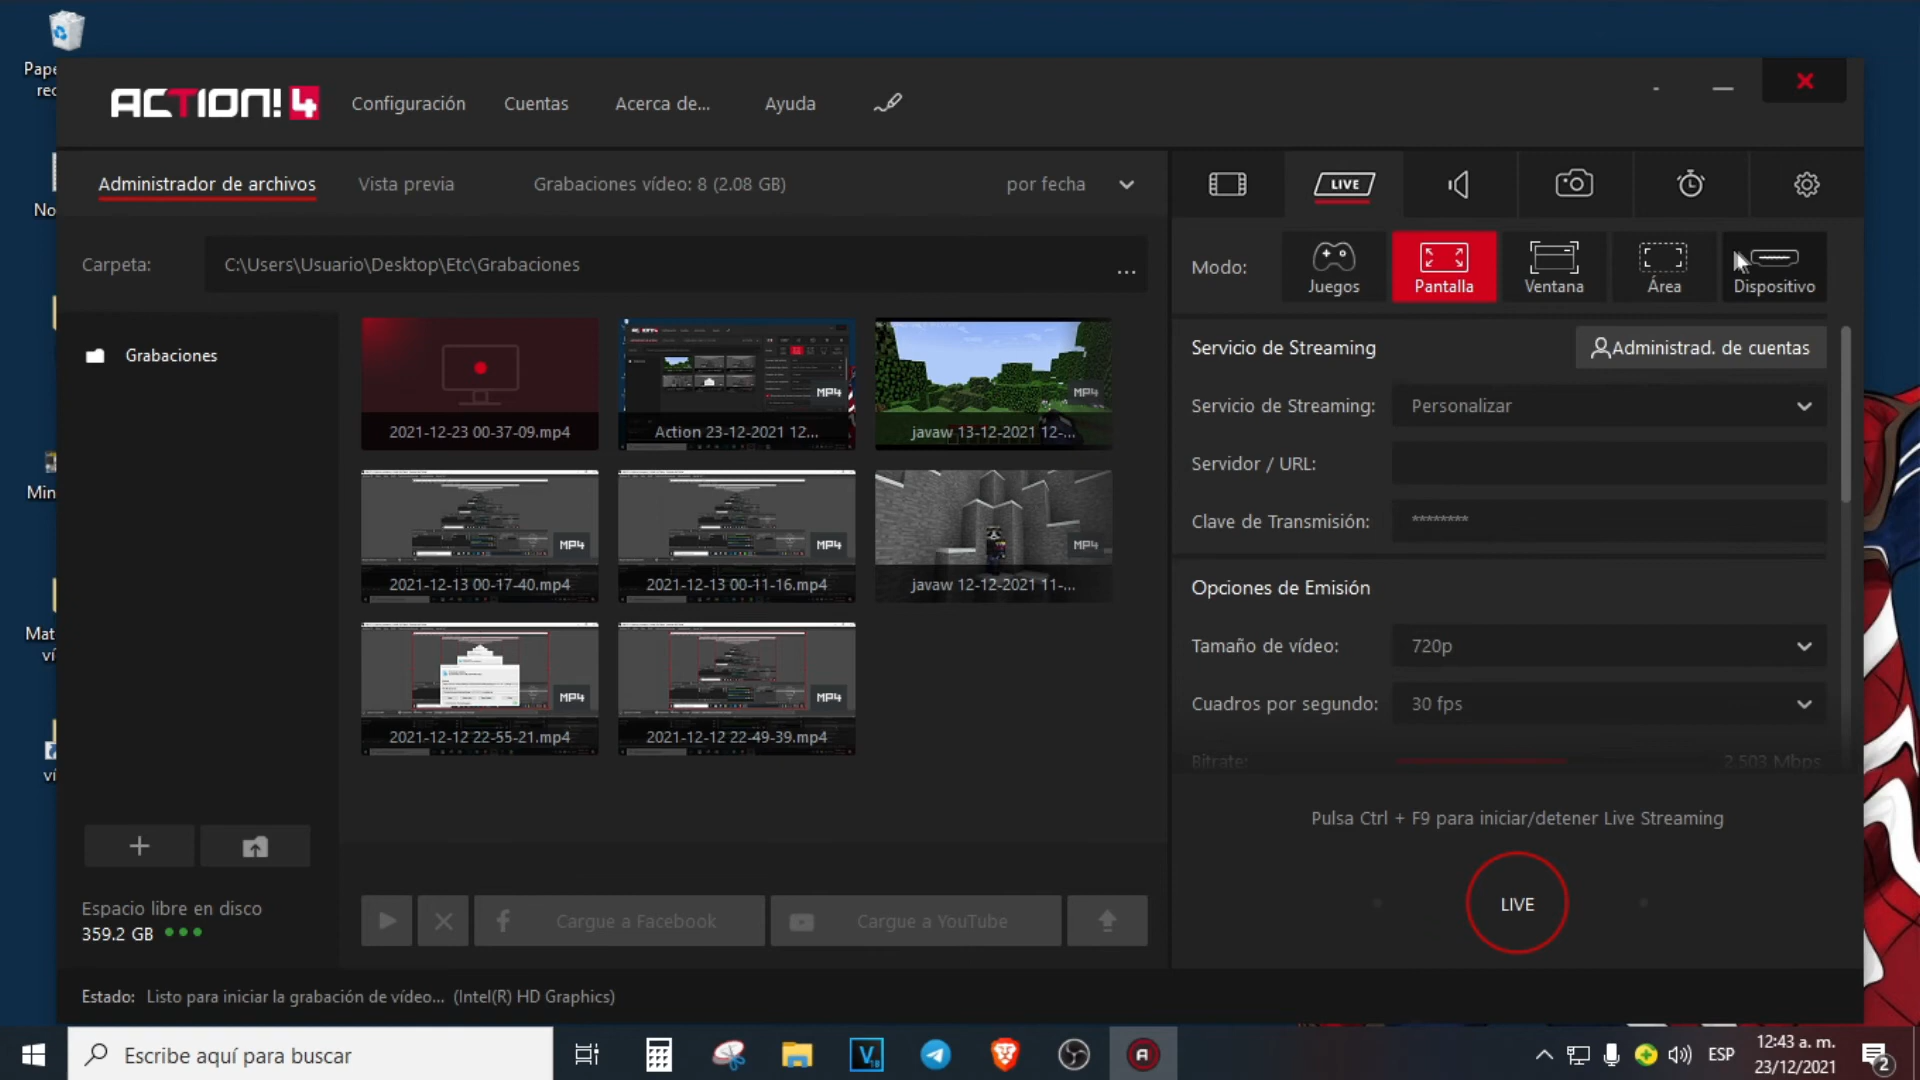 Pape
rec
ACTION! 4
Configuración
Cuentas
Acerca de...
Ayuda
Administrador de archivos
Vista previa
Grabaciones vídeo: 8 (2.08 GB)
por fecha
LIVE
Carpeta:
C:\Users\Usuario\Desktop\Etc\Grabaciones
...
Modo:
Juegos
Pantalla
Ventana
Área
Dispositivo
No
Min
Mat
ví
ví
Grabaciones
2021-12-23 00-37-09.mp4
MP4
Action 23-12-2021 12-...
MP4
javaw 13-12-2021 12-...
MP4
2021-12-13 00-17-40.mp4
MP4
2021-12-13 00-11-16.mp4
MP4
javaw 12-12-2021 11-...
MP4
2021-12-12 22-55-21.mp4
MP4
2021-12-12 22-49-39.mp4
Servicio de Streaming
Administrad. de cuentas
Servicio de Streaming:
Personalizar
Servidor / URL:
Clave de Transmisión:
********
Opciones de Emisión
Tamaño de vídeo:
720p
Cuadros por segundo:
30 fps
Bitrate:
2.503 Mbps
Pulsa Ctrl + F9 para iniciar/detener Live Streaming
LIVE
Espacio libre en disco
359.2 GB
Cargue a Facebook
Cargue a YouTube
Estado: Listo para iniciar la grabación de vídeo... (Intel(R) HD Graphics)
Escribe aquí para buscar
ESP
12:43 a. m.
23/12/2021
2